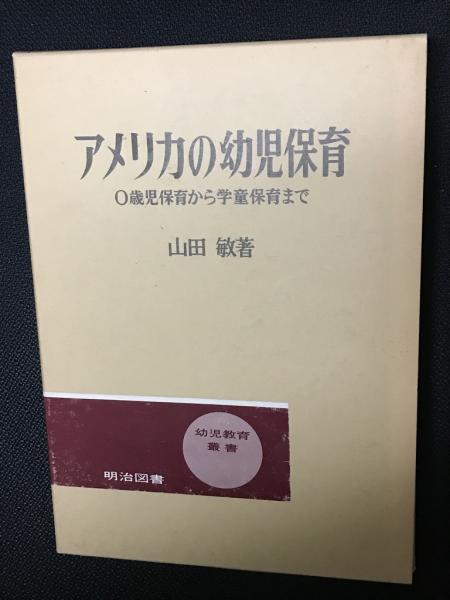 アメリカの幼児保育
0歳児保育から学童保育まで
山田 敏著
幼児教育
叢書
明治図書